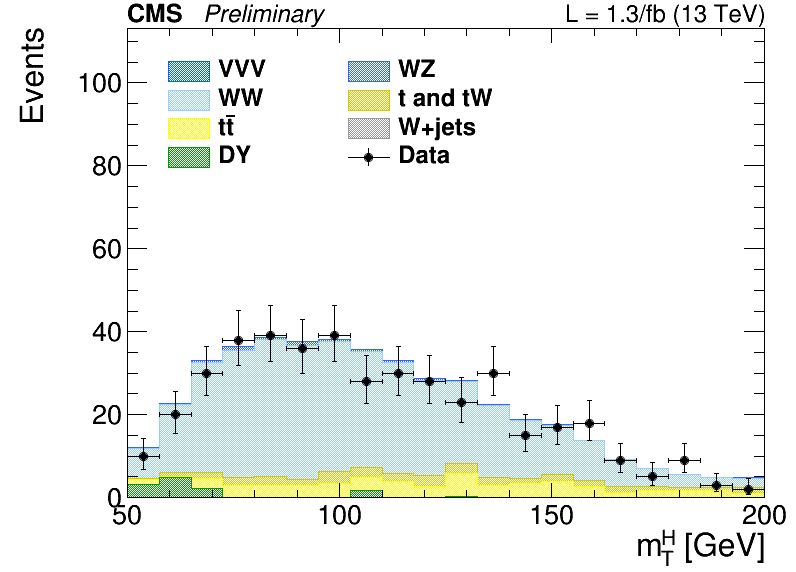 CMS Preliminary L = 1.3/fb (13 TeV)
Events
100
80
60
40
20
0
VVV WZ
WW t and tW
tt̄ W+jets
DY Data
50 100 150 200
m_T^H [GeV]